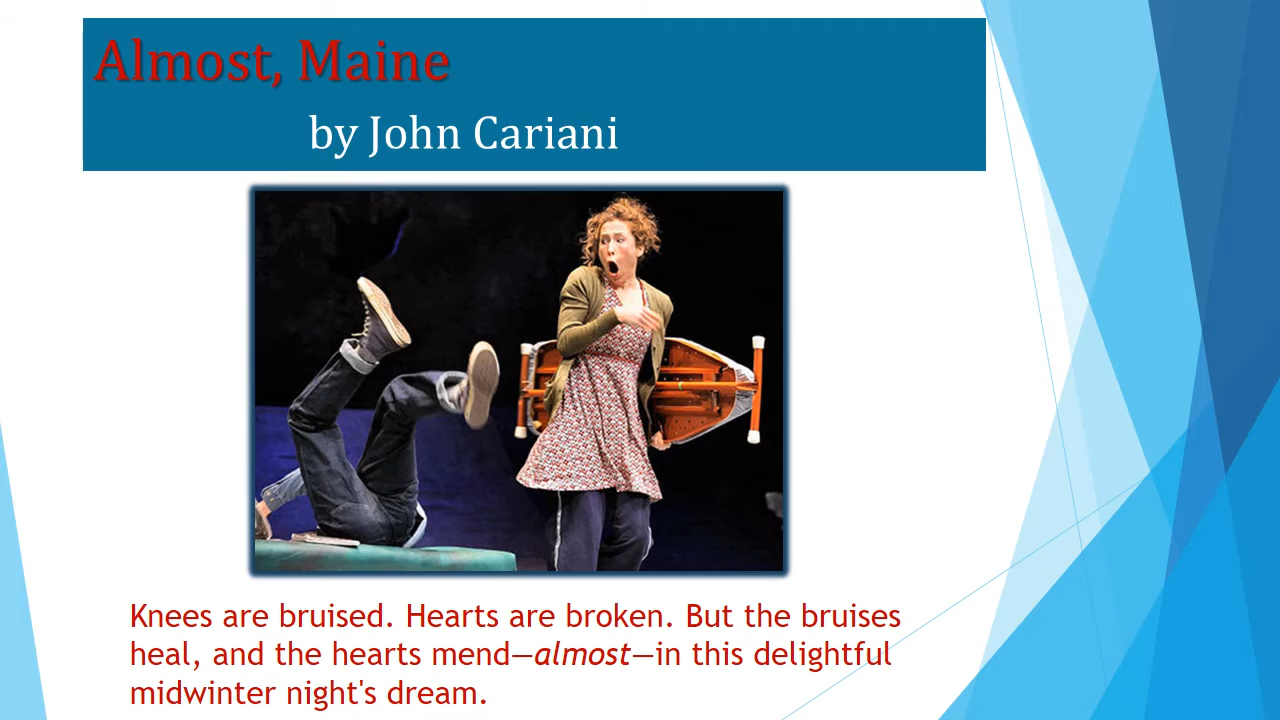 Almost, Maine
by John Cariani
Knees are bruised. Hearts are broken. But the bruises
heal, and the hearts mend—almost—in this delightful
midwinter night's dream.